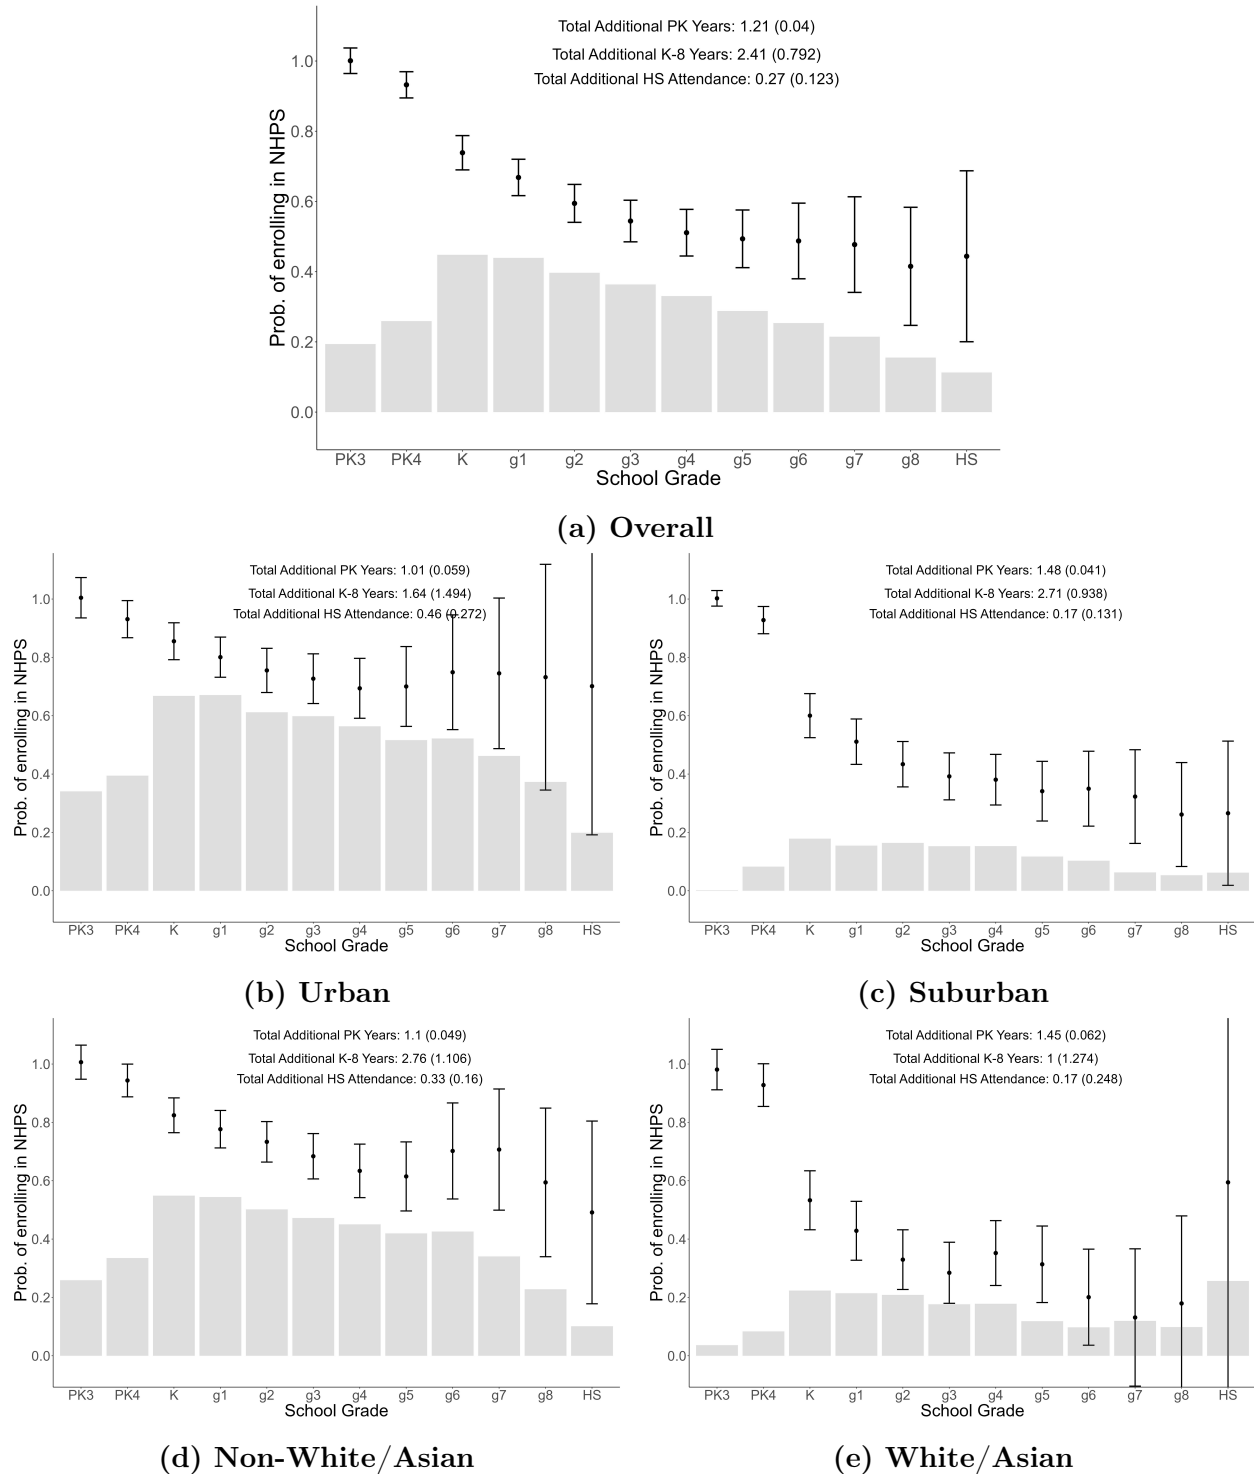 Total Additional PK Years: 1.21 (0.04)
Total Additional K-8 Years: 2.41 (0.792)
Total Additional HS Attendance: 0.27 (0.123)
Prob. of enrolling in NHPS
1.0
0.8
0.6
0.4
0.2
0.0
PK3 PK4 K g1 g2 g3 g4 g5 g6 g7 g8 HS
School Grade
(a) Overall
Total Additional PK Years: 1.01 (0.059)
Total Additional K-8 Years: 1.64 (1.494)
Total Additional HS Attendance: 0.46 (0.272)
Prob. of enrolling in NHPS
1.0
0.8
0.6
0.4
0.2
0.0
PK3 PK4 K g1 g2 g3 g4 g5 g6 g7 g8 HS
School Grade
(b) Urban
Total Additional PK Years: 1.48 (0.041)
Total Additional K-8 Years: 2.71 (0.938)
Total Additional HS Attendance: 0.17 (0.131)
Prob. of enrolling in NHPS
1.0
0.8
0.6
0.4
0.2
0.0
PK3 PK4 K g1 g2 g3 g4 g5 g6 g7 g8 HS
School Grade
(c) Suburban
Total Additional PK Years: 1.1 (0.049)
Total Additional K-8 Years: 2.76 (1.106)
Total Additional HS Attendance: 0.33 (0.16)
Prob. of enrolling in NHPS
1.0
0.8
0.6
0.4
0.2
0.0
PK3 PK4 K g1 g2 g3 g4 g5 g6 g7 g8 HS
School Grade
(d) Non-White/Asian
Total Additional PK Years: 1.45 (0.062)
Total Additional K-8 Years: 1 (1.274)
Total Additional HS Attendance: 0.17 (0.248)
Prob. of enrolling in NHPS
1.0
0.8
0.6
0.4
0.2
0.0
PK3 PK4 K g1 g2 g3 g4 g5 g6 g7 g8 HS
School Grade
(e) White/Asian